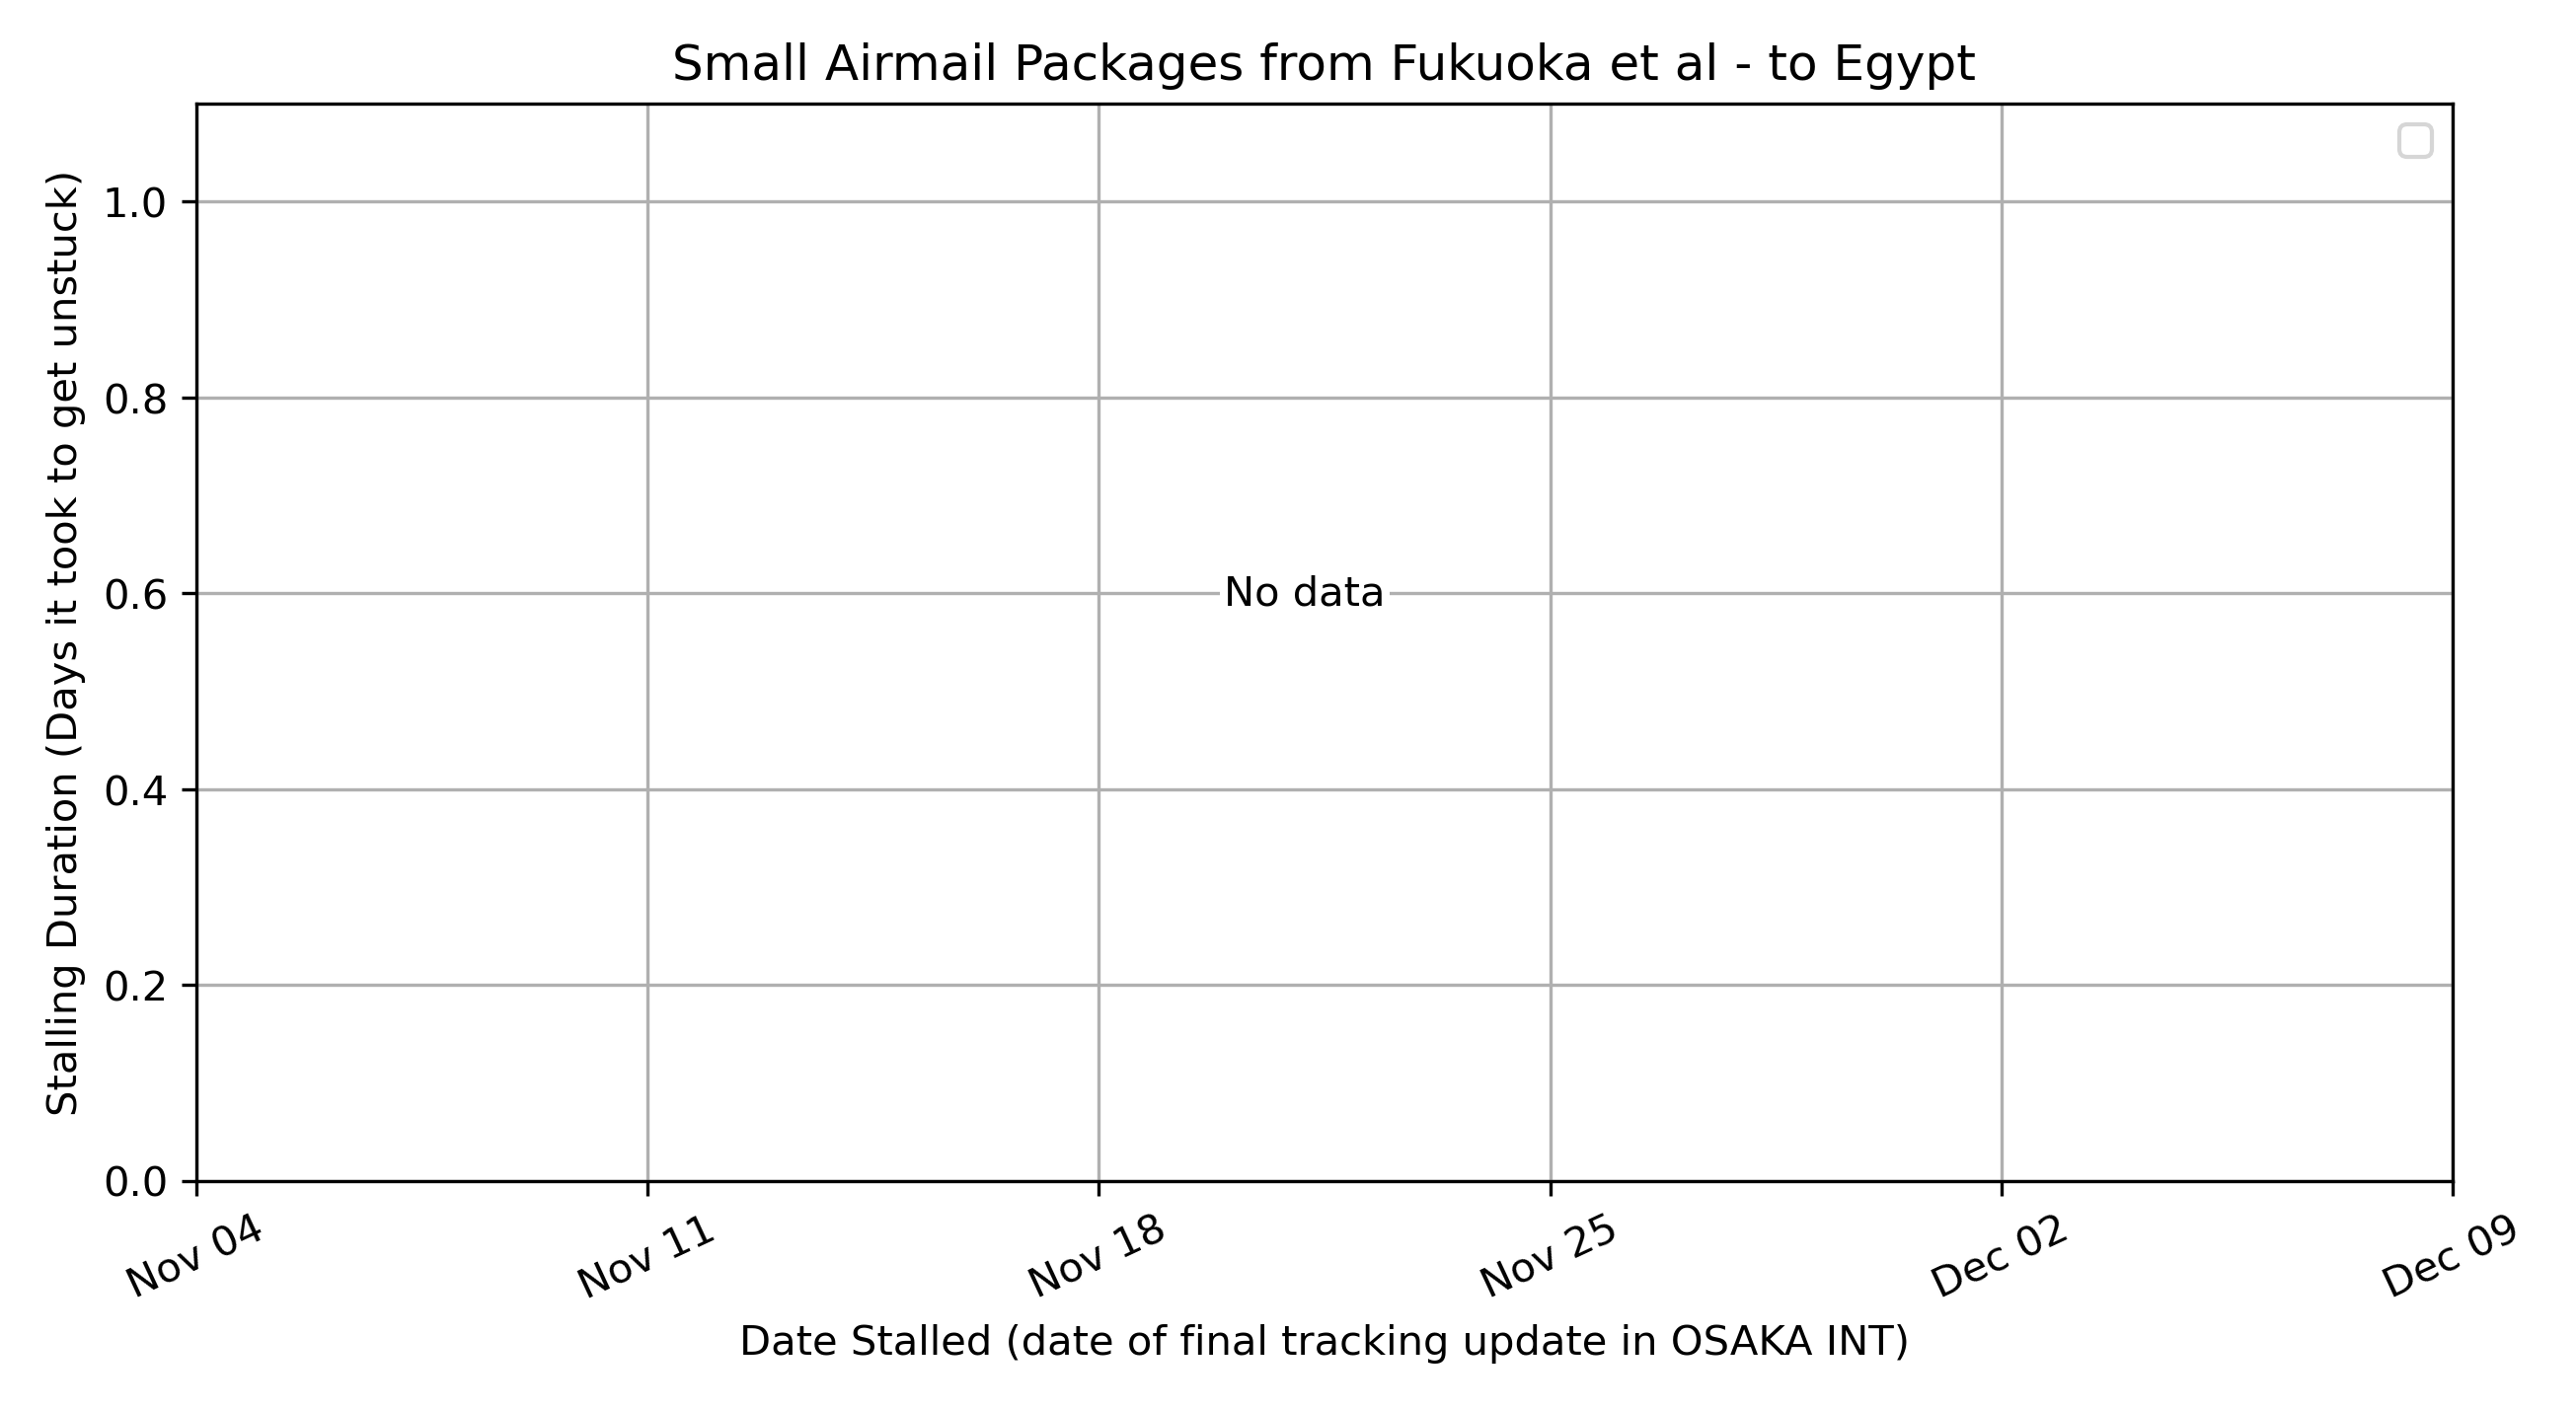 Small Airmail Packages from Fukuoka et al - to Egypt
Stalling Duration (Days it took to get unstuck)
1.0
0.8
0.6
0.4
0.2
0.0
No data
Nov 04
Nov 11
Nov 18
Nov 25
Dec 02
Dec 09
Date Stalled (date of final tracking update in OSAKA INT)